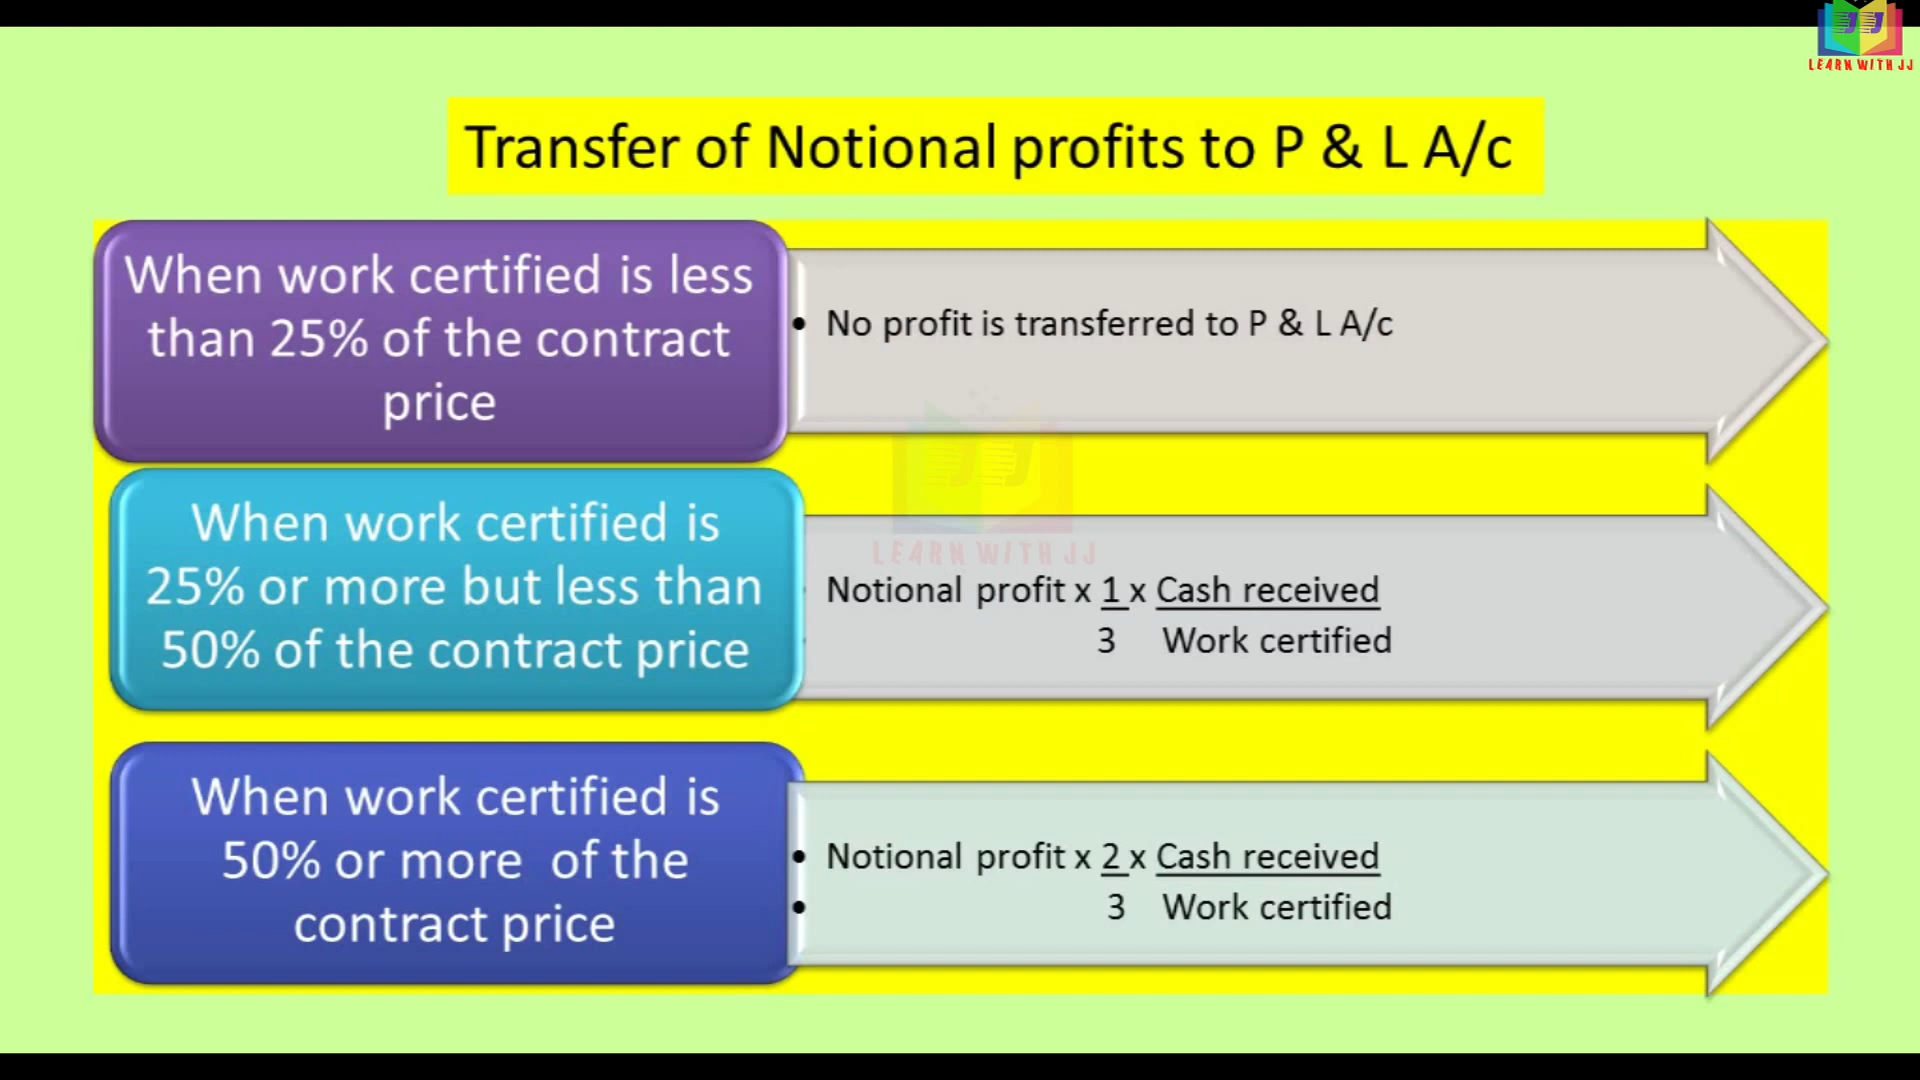 LEARN WITH JJ
Transfer of Notional profits to P & L A/c
When work certified is less
than 25% of the contract
price
• No profit is transferred to P & L A/c
LEARN WITH JJ
When work certified is
25% or more but less than
50% of the contract price
Notional profit x 1 x Cash received
3 Work certified
When work certified is
50% or more of the
contract price
• Notional profit x 2 x Cash received
• 3 Work certified